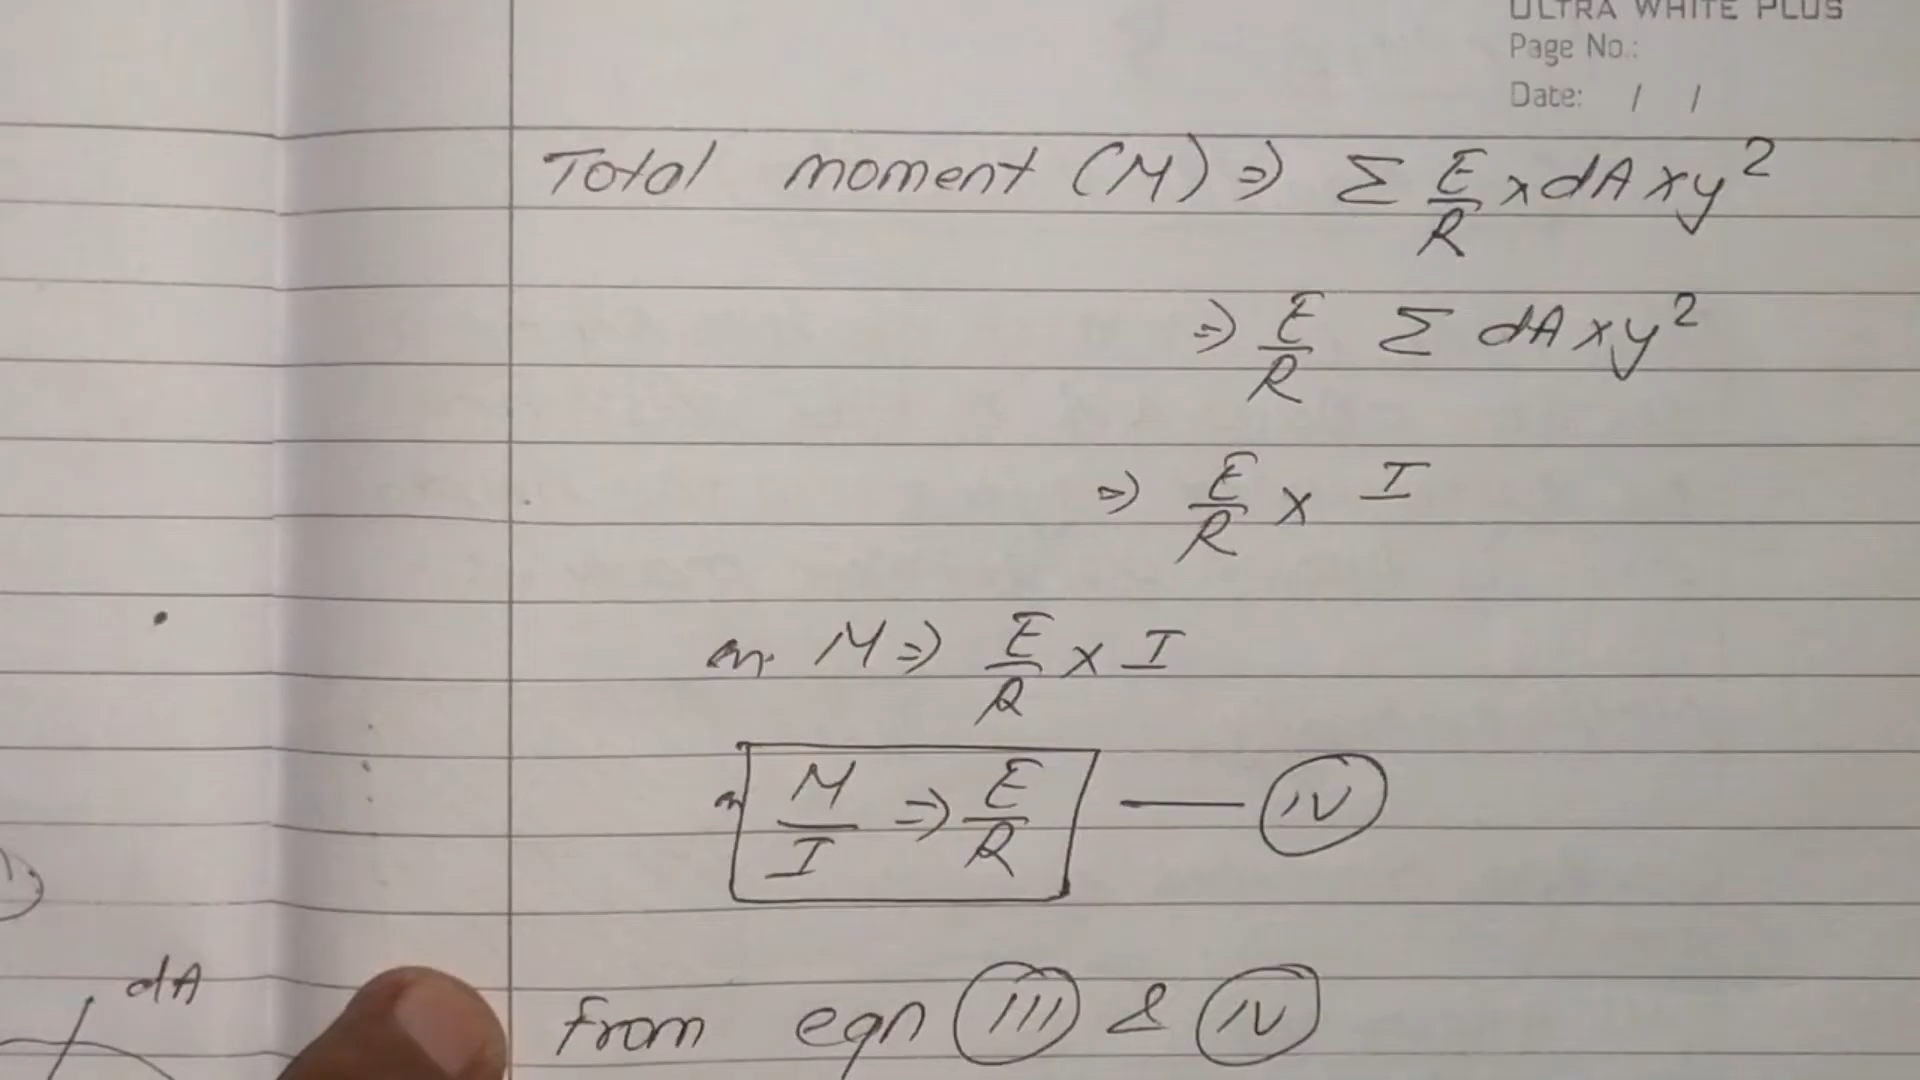 ULTRA WHITE PLUS
Page No.:
Date: / /
Total moment (M) ⇒ Σ E/R x dA x y²
⇒ E/R Σ dA x y²
⇒ E/R x I
or M ⇒ E/R x I
or M/I ⇒ E/R — (IV)
dA
from eqn (III) & (IV)